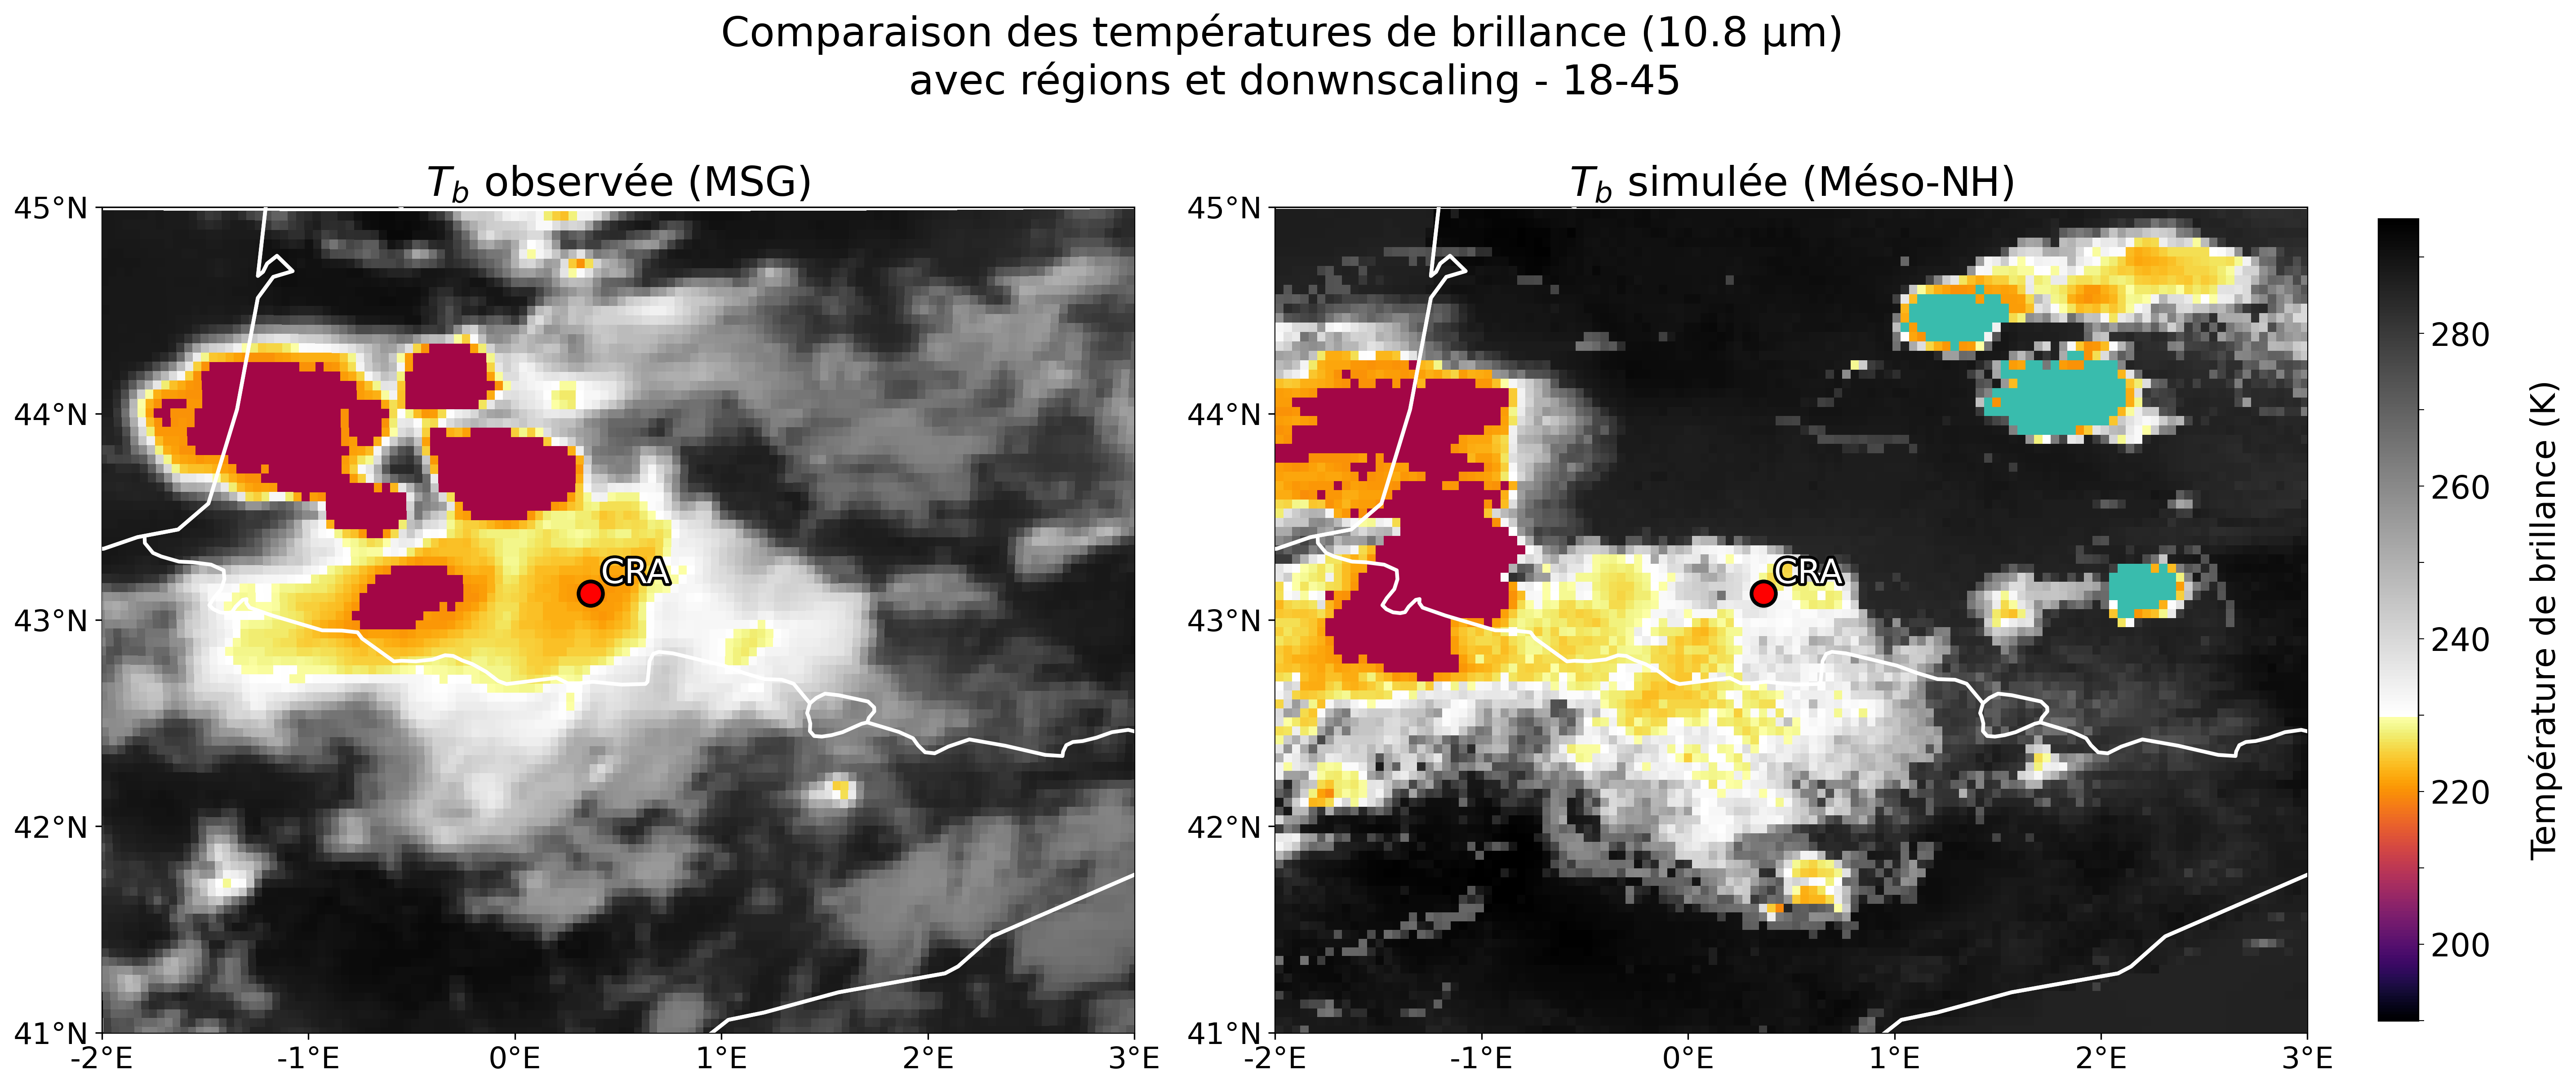 Comparaison des températures de brillance (10.8 µm)
avec régions et donwnscaling - 18-45
T_b observée (MSG)
T_b simulée (Méso-NH)
45°N
44°N
43°N
42°N
41°N
-2°E
-1°E
0°E
1°E
2°E
3°E
CRA
45°N
44°N
43°N
42°N
41°N
-2°E
-1°E
0°E
1°E
2°E
3°E
CRA
280
260
240
220
200
Température de brillance (K)